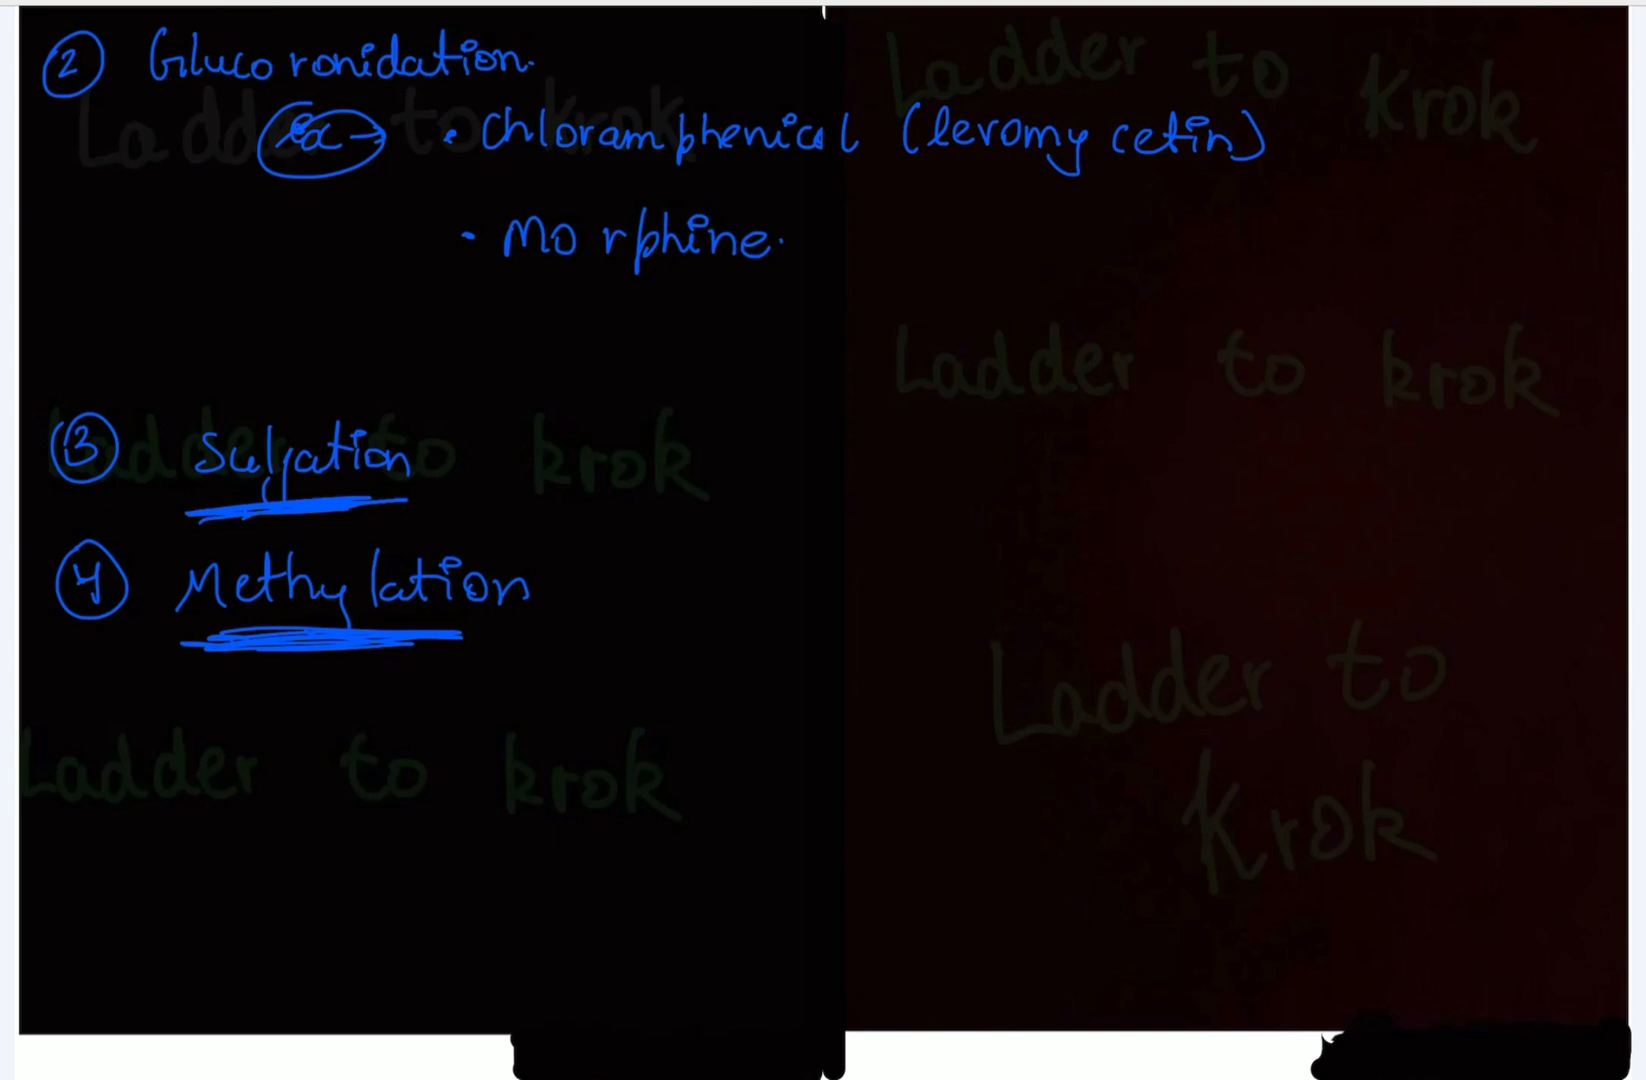 ② Glucoronidation.
ex → • Chloramphenical (levomycetin)
• Morphine.
③ Sulfation
④ Methylation
Ladder to krok
Ladder to Krok
Ladder to krok
Ladder to krok
Ladder to krok
Ladder to
Krok